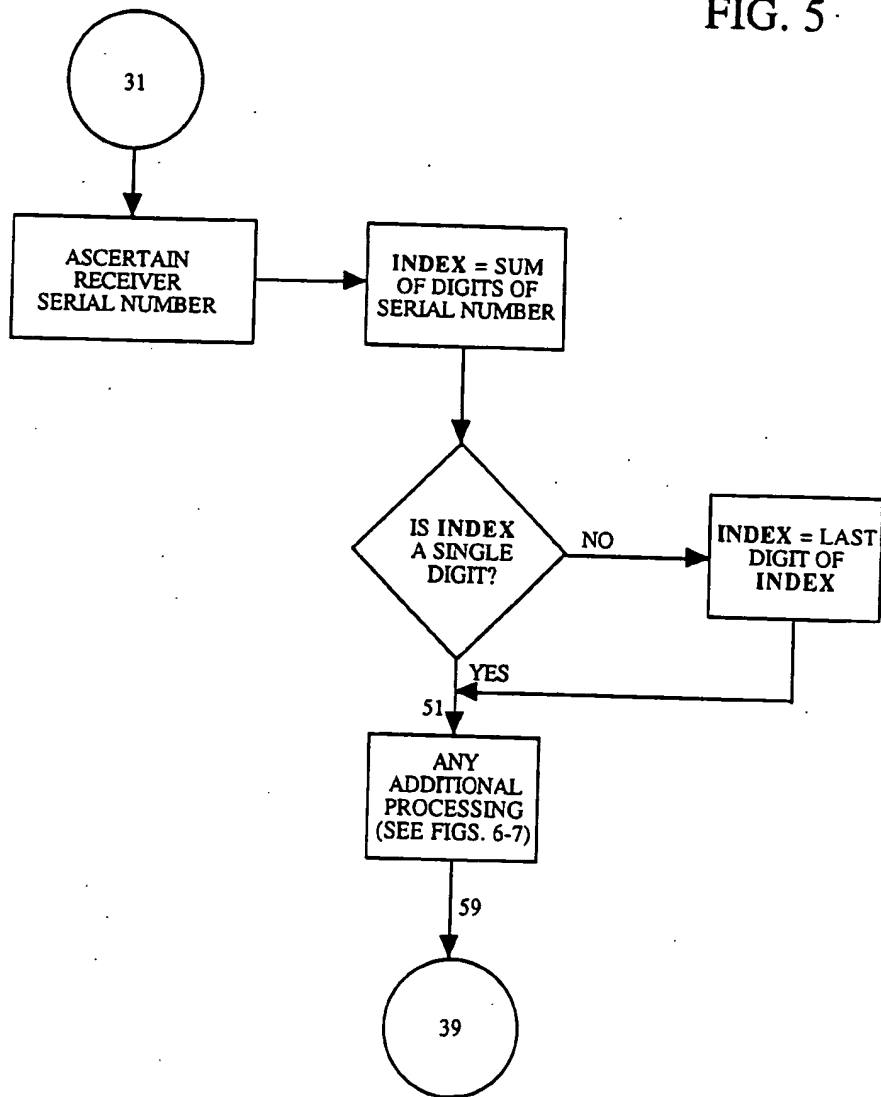 FIG. 5
31
ASCERTAIN
RECEIVER
SERIAL NUMBER
INDEX = SUM
OF DIGITS OF
SERIAL NUMBER
IS INDEX
A SINGLE
DIGIT?
NO
INDEX = LAST
DIGIT OF
INDEX
YES
51
ANY
ADDITIONAL
PROCESSING
(SEE FIGS. 6-7)
59
39